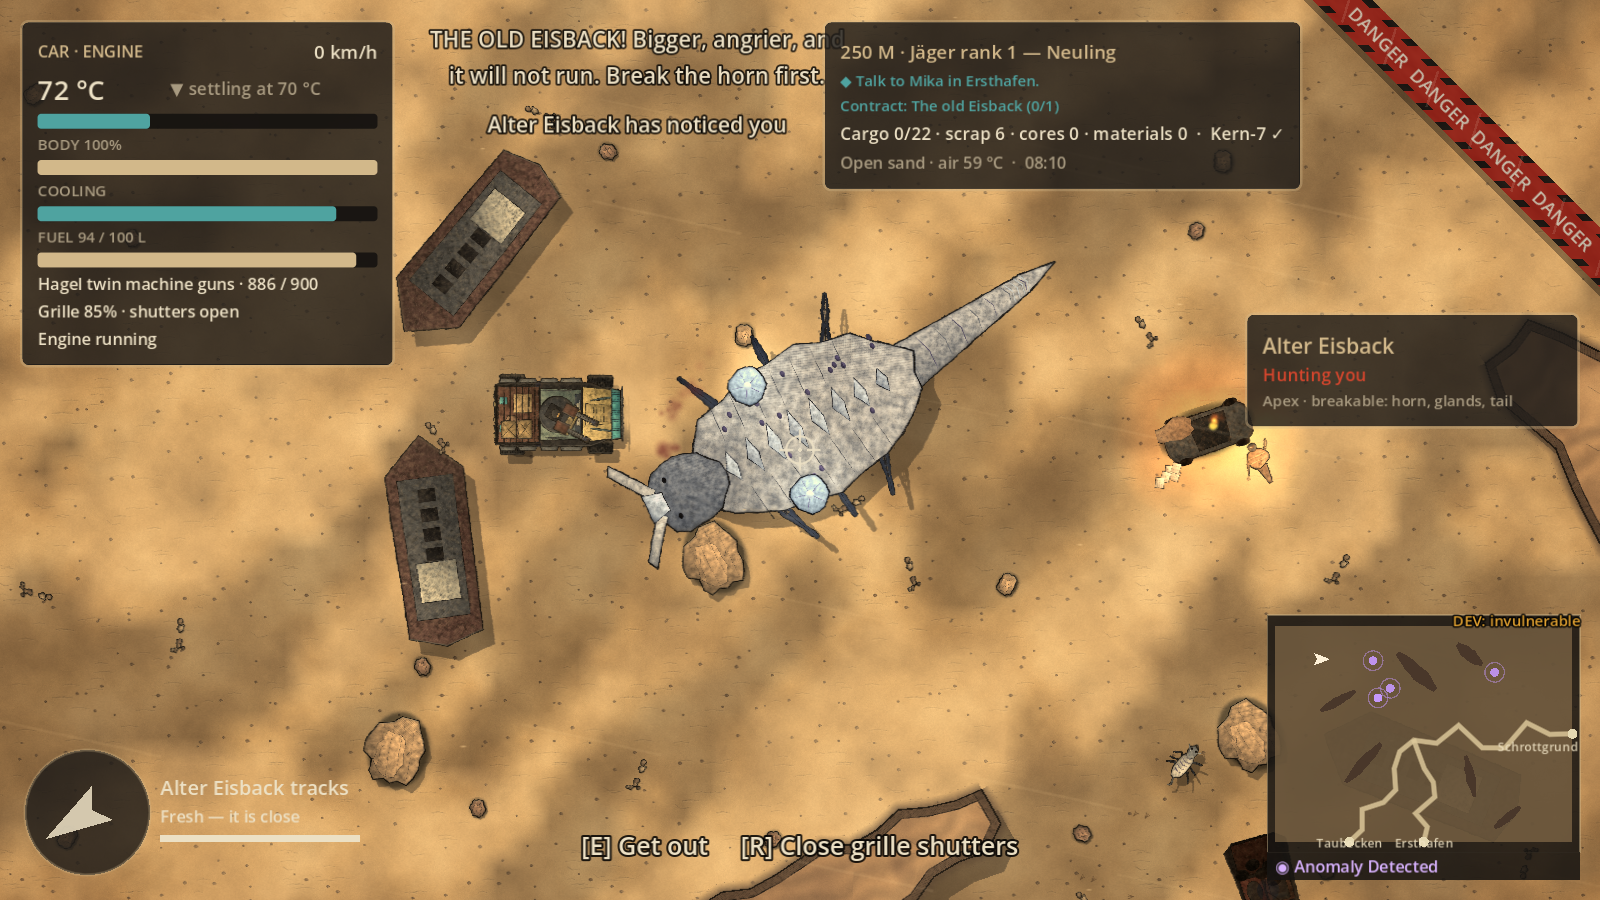 CAR · ENGINE 0 km/h
72 °C ▼ settling at 70 °C
BODY 100%
COOLING
FUEL 94 / 100 L
Hagel twin machine guns · 886 / 900
Grille 85% · shutters open
Engine running
THE OLD EISBACK! Bigger, angrier, and
it will not run. Break the horn first.
Alter Eisback has noticed you
250 M · Jäger rank 1 — Neuling
◆ Talk to Mika in Ersthafen.
Contract: The old Eisback (0/1)
Cargo 0/22 · scrap 6 · cores 0 · materials 0 · Kern-7 ✓
Open sand · air 59 °C · 08:10
DANGER DANGER DANGER DANGER
Alter Eisback
Hunting you
Apex · breakable: horn, glands, tail
DEV: invulnerable
Schrottgrund
Taubecken Ersthafen
◉ Anomaly Detected
Alter Eisback tracks
Fresh — it is close
[E] Get out [R] Close grille shutters